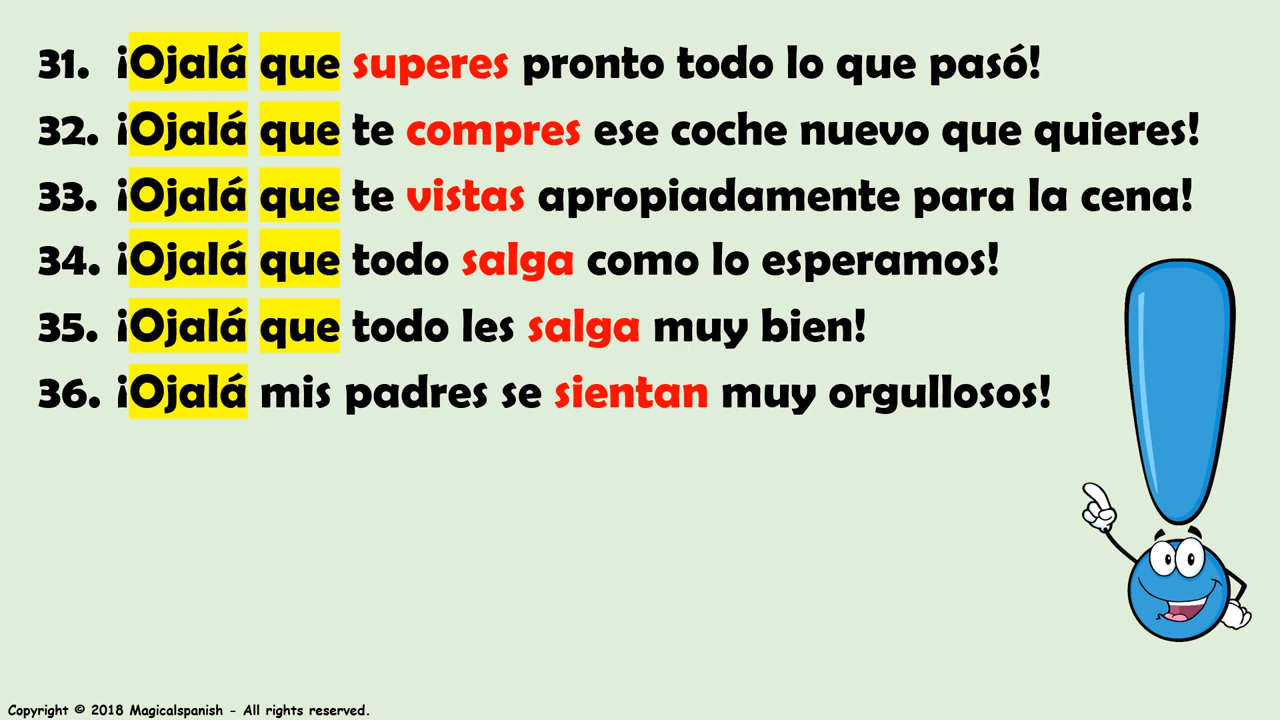 31. ¡Ojalá que superes pronto todo lo que pasó!
32. ¡Ojalá que te compres ese coche nuevo que quieres!
33. ¡Ojalá que te vistas apropiadamente para la cena!
34. ¡Ojalá que todo salga como lo esperamos!
35. ¡Ojalá que todo les salga muy bien!
36. ¡Ojalá mis padres se sientan muy orgullosos!
Copyright © 2018 Magicalspanish - All rights reserved.